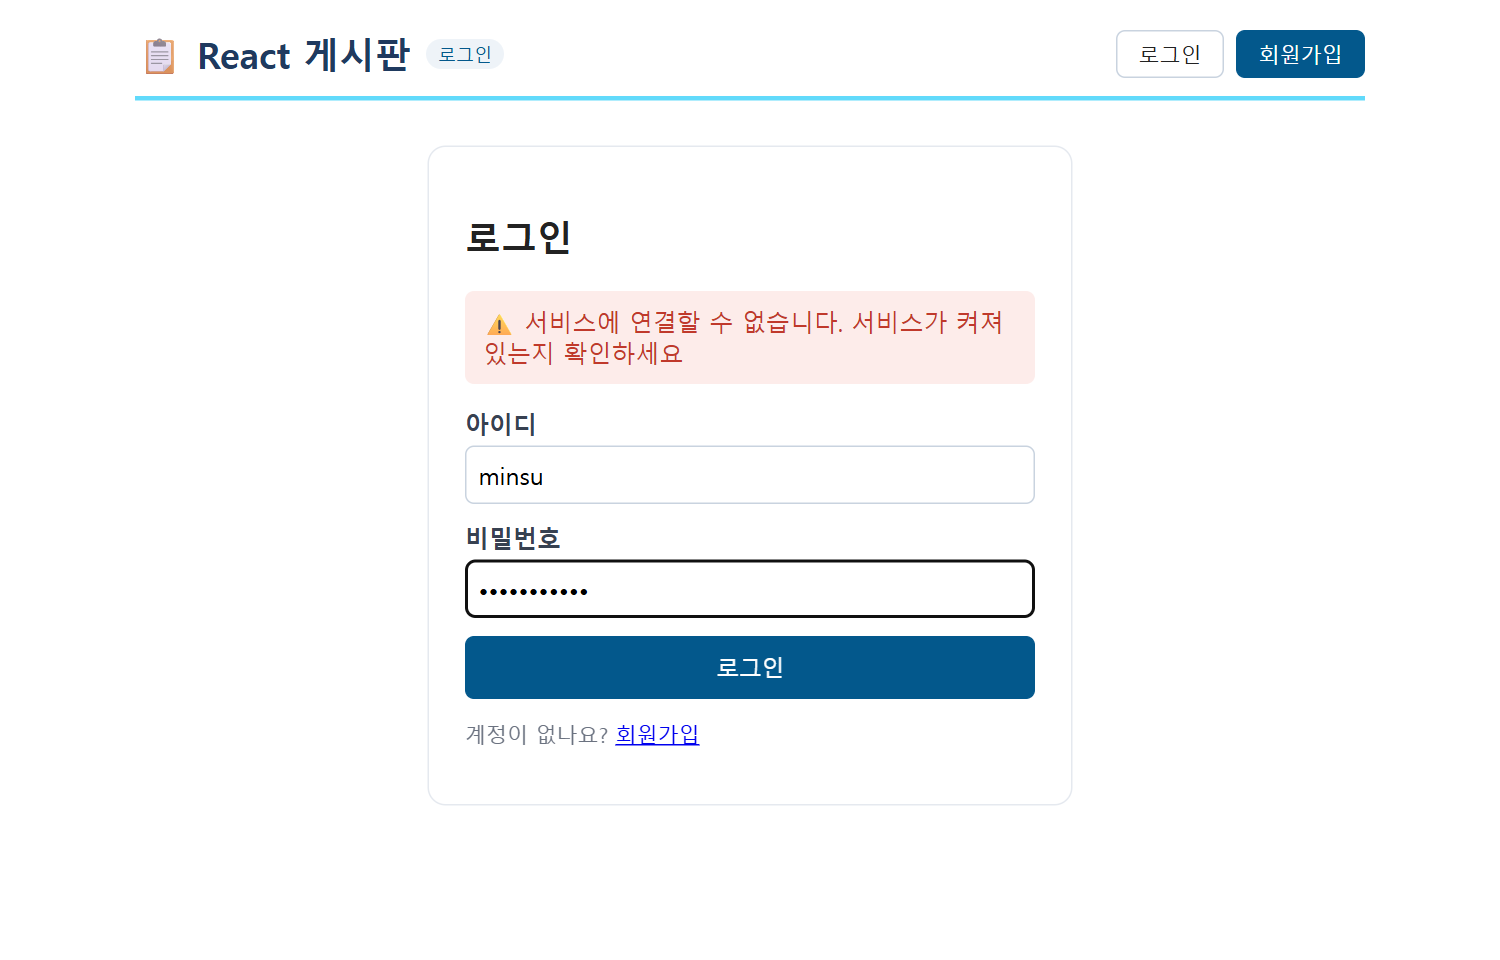 React 게시판 로그인 로그인 회원가입
로그인
⚠️ 서비스에 연결할 수 없습니다. 서비스가 켜져
있는지 확인하세요
아이디
minsu
비밀번호
•••••••••••
로그인
계정이 없나요? 회원가입